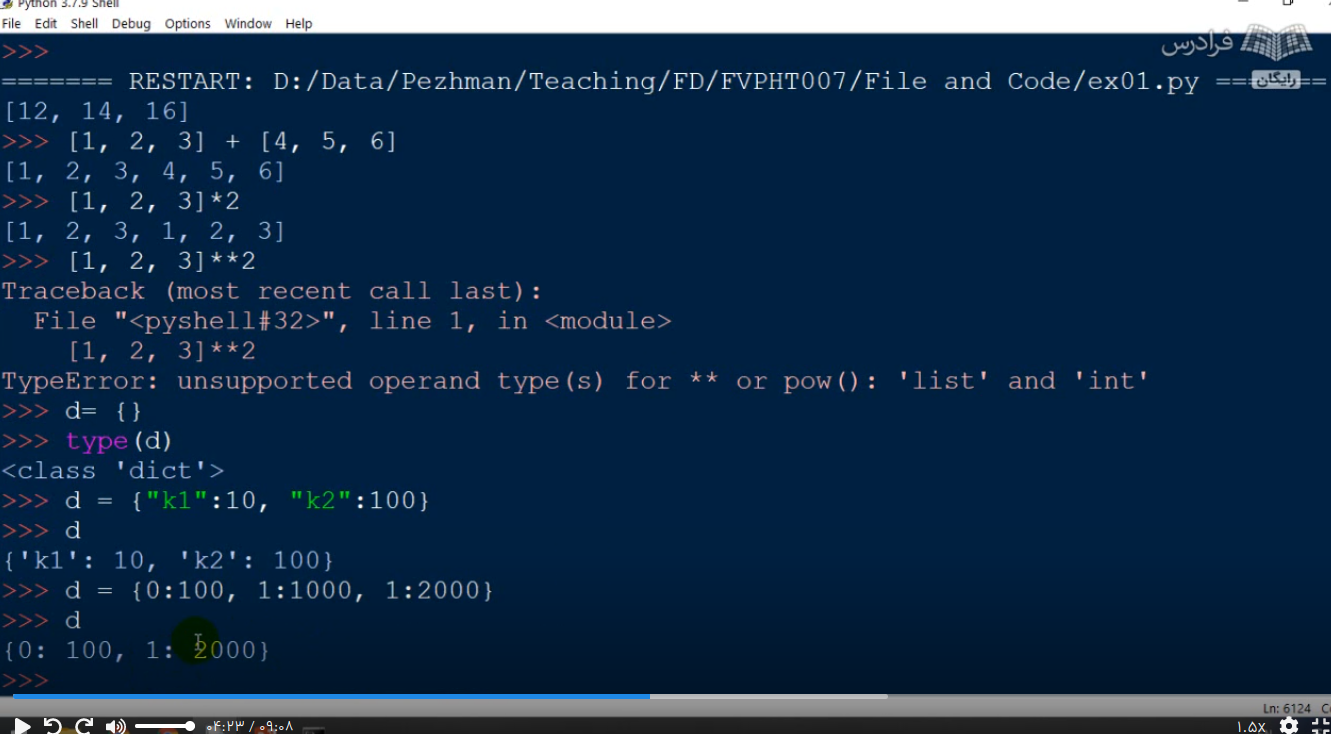 Python 3.7.9 Shell
File Edit Shell Debug Options Window Help
>>>
فرادرس
======= RESTART: D:/Data/Pezhman/Teaching/FD/FVPHT007/File and Code/ex01.py =======
رایگان
[12, 14, 16]
>>> [1, 2, 3] + [4, 5, 6]
[1, 2, 3, 4, 5, 6]
>>> [1, 2, 3]*2
[1, 2, 3, 1, 2, 3]
>>> [1, 2, 3]**2
Traceback (most recent call last):
  File "<pyshell#32>", line 1, in <module>
    [1, 2, 3]**2
TypeError: unsupported operand type(s) for ** or pow(): 'list' and 'int'
>>> d= {}
>>> type(d)
<class 'dict'>
>>> d = {"k1":10, "k2":100}
>>> d
{'k1': 10, 'k2': 100}
>>> d = {0:100, 1:1000, 1:2000}
>>> d
{0: 100, 1: 2000}
>>>
Ln: 6124
۰۴:۲۳ / ۰۹:۰۸
۱.۵X